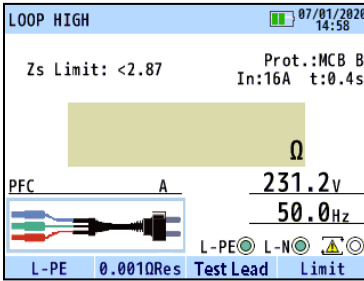 LOOP HIGH 07/01/2020
14:58
Zs Limit: <2.87 Prot.:MCB B
In:16A t:0.4s
Ω
PFC A 231.2V
50.0Hz
L-PE L-N
L-PE 0.001ΩRes Test Lead Limit